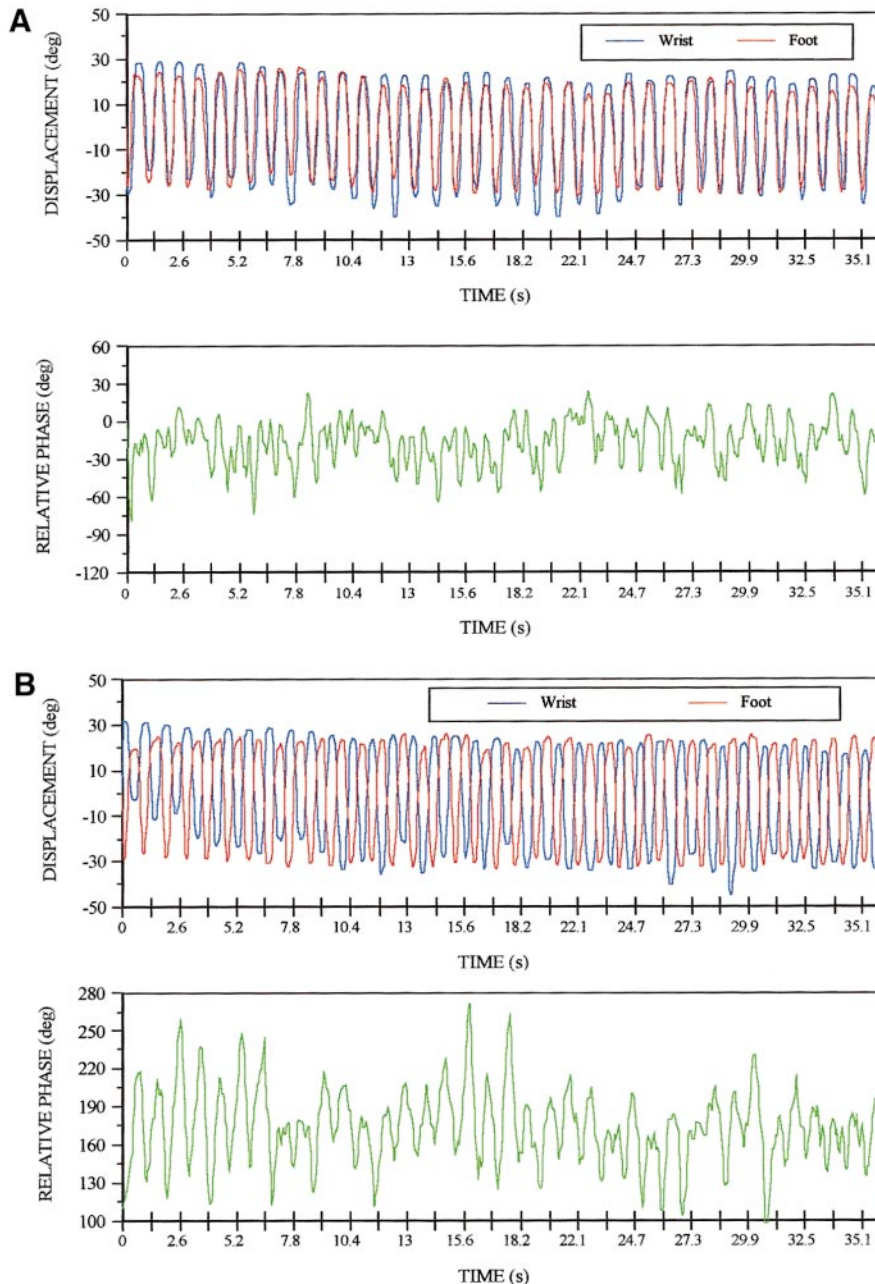 A
50
30
10
-10
-30
-50
DISPLACEMENT (deg)
Wrist Foot
0 2.6 5.2 7.8 10.4 13 15.6 18.2 22.1 24.7 27.3 29.9 32.5 35.1
TIME (s)
60
30
0
-30
-60
-90
-120
RELATIVE PHASE (deg)
0 2.6 5.2 7.8 10.4 13 15.6 18.2 22.1 24.7 27.3 29.9 32.5 35.1
TIME (s)
B
50
30
10
-10
-30
-50
DISPLACEMENT (deg)
Wrist Foot
0 2.6 5.2 7.8 10.4 13 15.6 18.2 22.1 24.7 27.3 29.9 32.5 35.1
TIME (s)
280
250
220
190
160
130
100
RELATIVE PHASE (deg)
0 2.6 5.2 7.8 10.4 13 15.6 18.2 22.1 24.7 27.3 29.9 32.5 35.1
TIME (s)